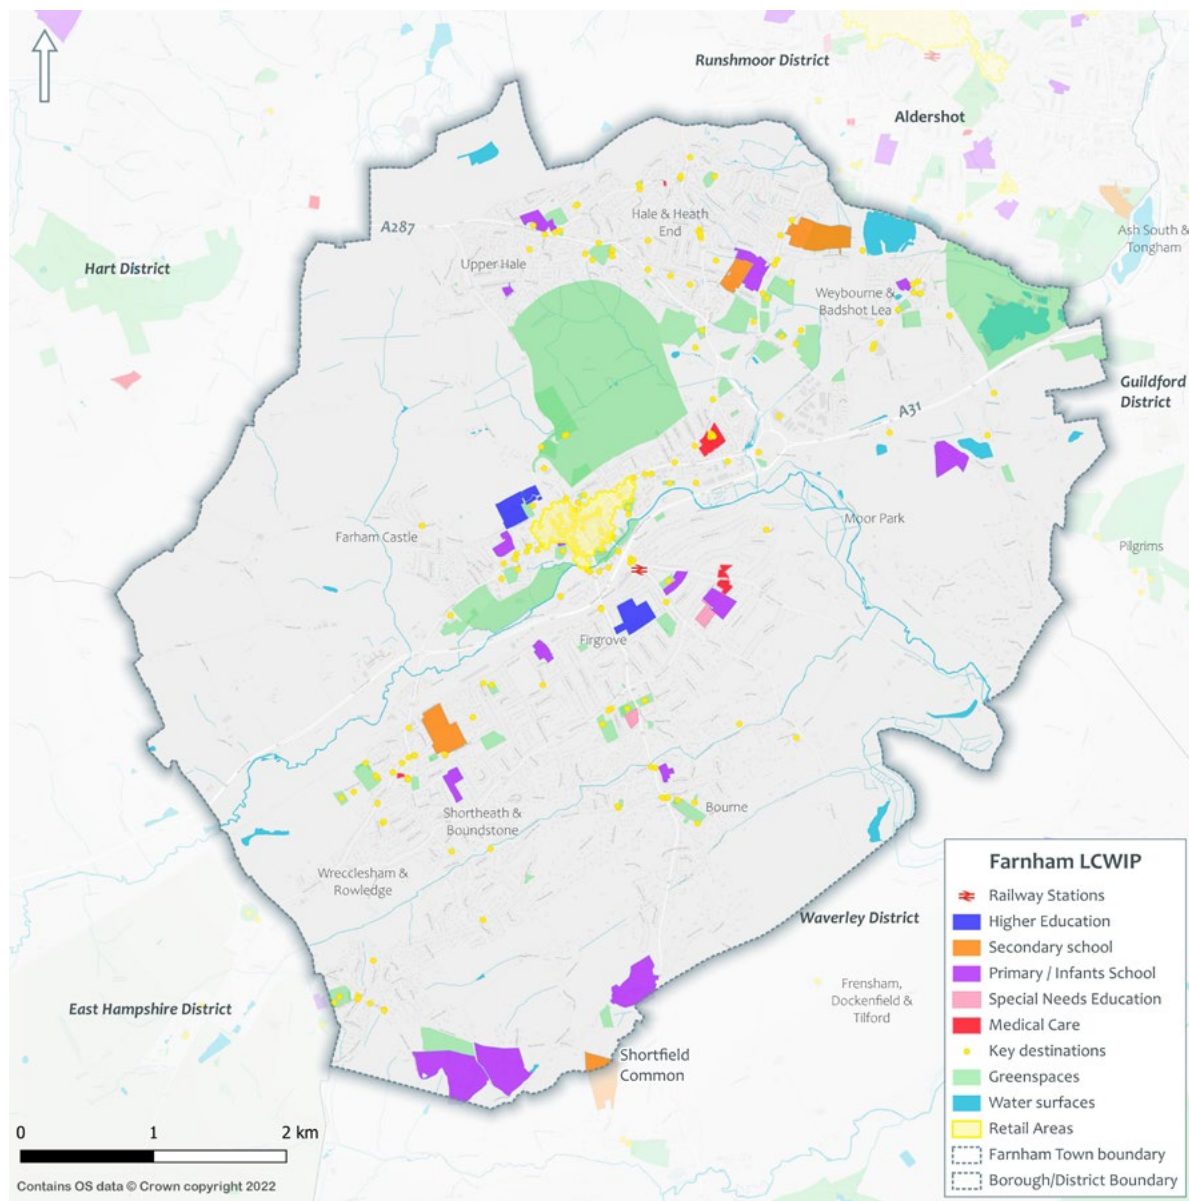 Runshmoor District
Aldershot
A287
Hale & Heath
End
Ash South &
Tongham
Hart District
Upper Hale
Weybourne &
Badshot Lea
Guildford
District
A31
Farham Castle
Moor Park
Pilgrims
Firgrove
Shortheath &
Boundstone
Bourne
Wrecclesham &
Rowledge
Waverley District
East Hampshire District
Frensham,
Dockenfield &
Tilford
Shortfield
Common
Farnham LCWIP
Railway Stations
Higher Education
Secondary school
Primary / Infants School
Special Needs Education
Medical Care
Key destinations
Greenspaces
Water surfaces
Retail Areas
Farnham Town boundary
Borough/District Boundary
0 1 2 km
Contains OS data © Crown copyright 2022